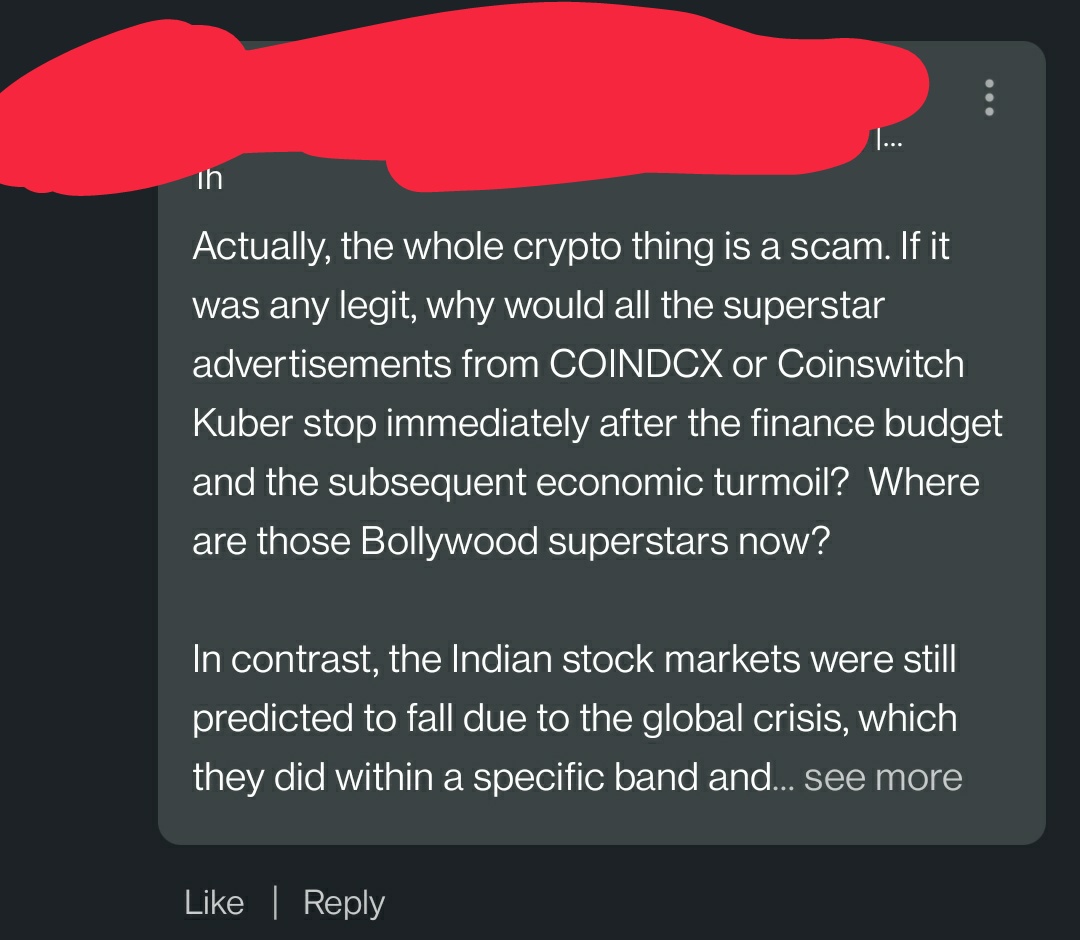 |...
1h
Actually, the whole crypto thing is a scam. If it
was any legit, why would all the superstar
advertisements from COINDCX or Coinswitch
Kuber stop immediately after the finance budget
and the subsequent economic turmoil?  Where
are those Bollywood superstars now?
In contrast, the Indian stock markets were still
predicted to fall due to the global crisis, which
they did within a specific band and... see more
Like | Reply